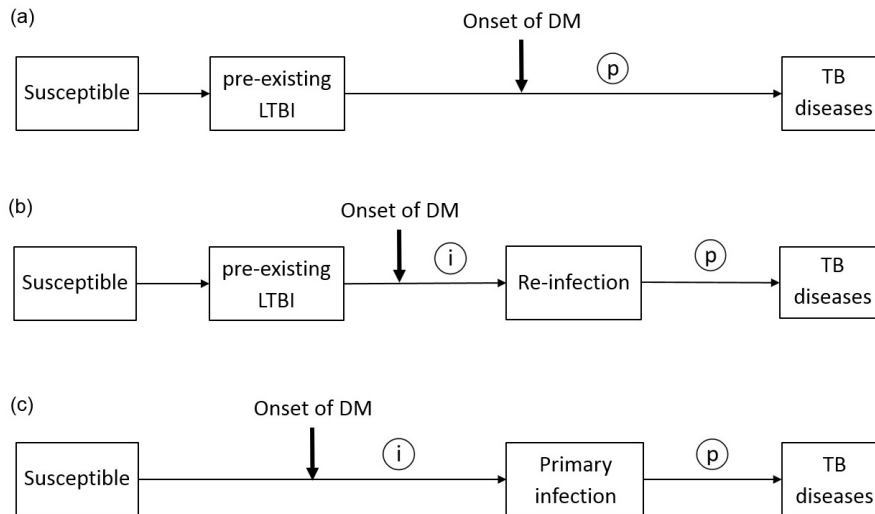 (a)
Onset of DM
Susceptible
pre-existing
LTBI
p
TB
diseases
(b)
Onset of DM
Susceptible
pre-existing
LTBI
i
Re-infection
p
TB
diseases
(c)
Onset of DM
Susceptible
i
Primary
infection
p
TB
diseases